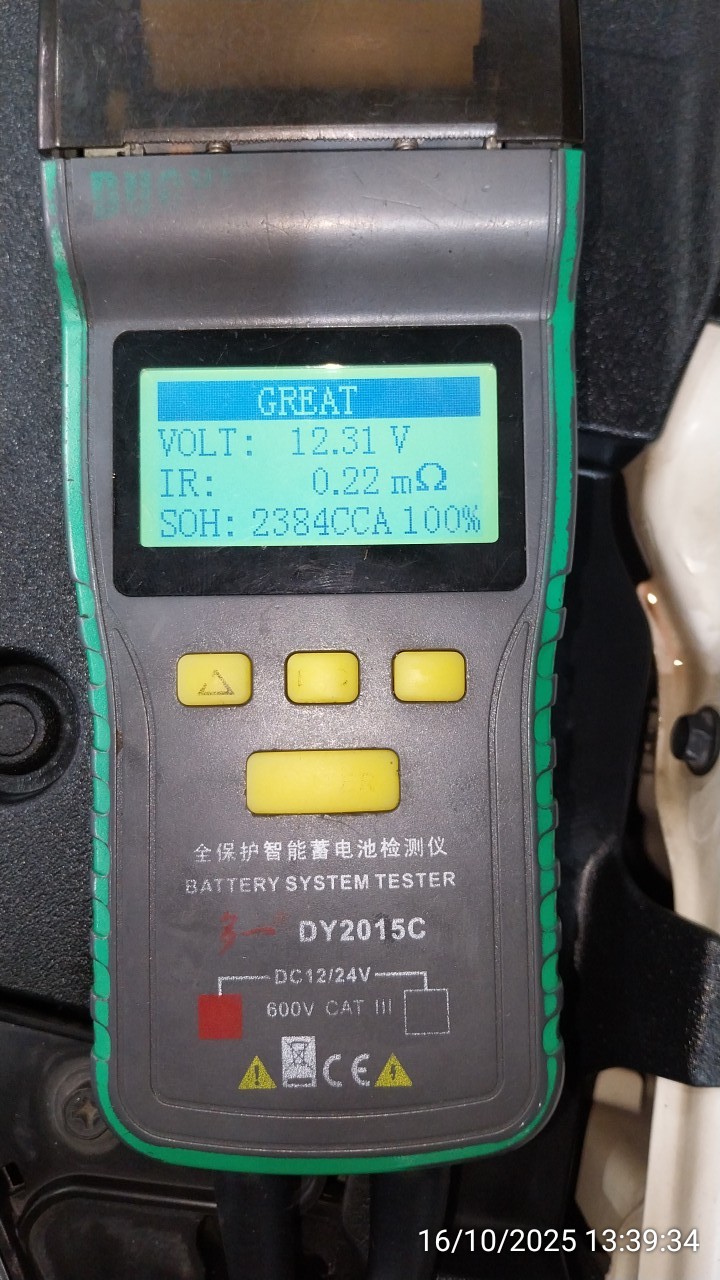 GREAT
VOLT: 12.31 V
IR: 0.22 mΩ
SOH: 2384CCA 100%
全保护智能蓄电池检测仪
BATTERY SYSTEM TESTER
DY2015C
DC12/24V
600V CAT III
CE
16/10/2025 13:39:34